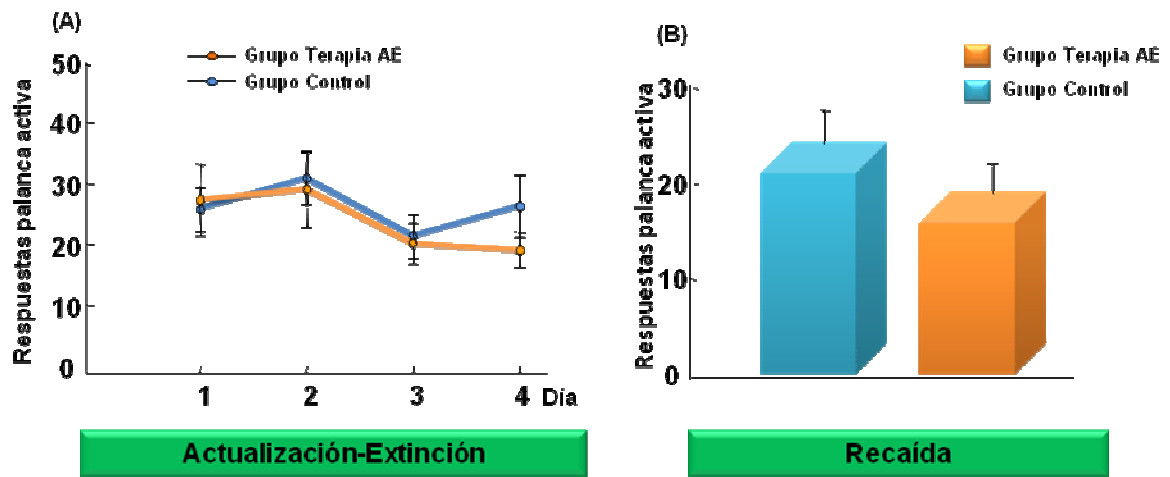 (A)
Grupo Terapia AE
Grupo Control
Respuestas palanca activa
50
40
30
20
10
0
1 2 3 4 Día
Actualización-Extinción
(B)
Grupo Terapia AE
Grupo Control
Respuestas palanca activa
30
20
10
0
Recaída